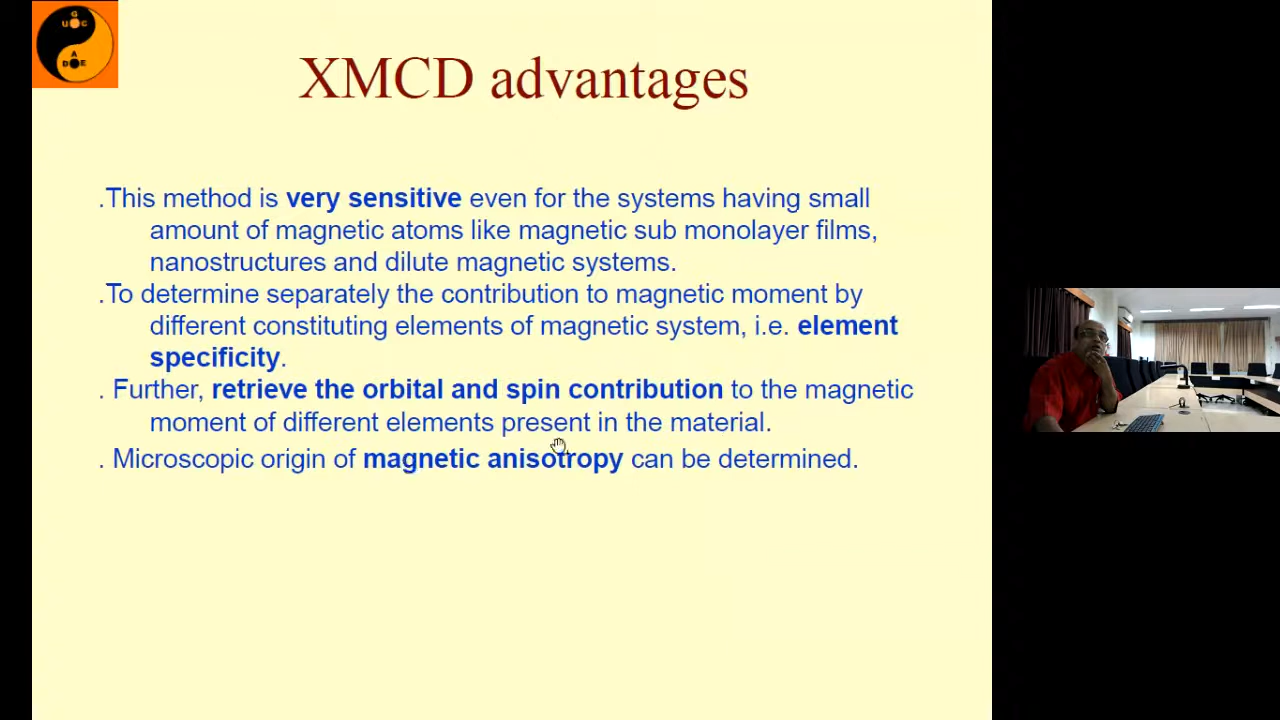 G
U G C
A
D E
XMCD advantages
.This method is very sensitive even for the systems having small
amount of magnetic atoms like magnetic sub monolayer films,
nanostructures and dilute magnetic systems.
.To determine separately the contribution to magnetic moment by
different constituting elements of magnetic system, i.e. element
specificity.
. Further, retrieve the orbital and spin contribution to the magnetic
moment of different elements present in the material.
. Microscopic origin of magnetic anisotropy can be determined.